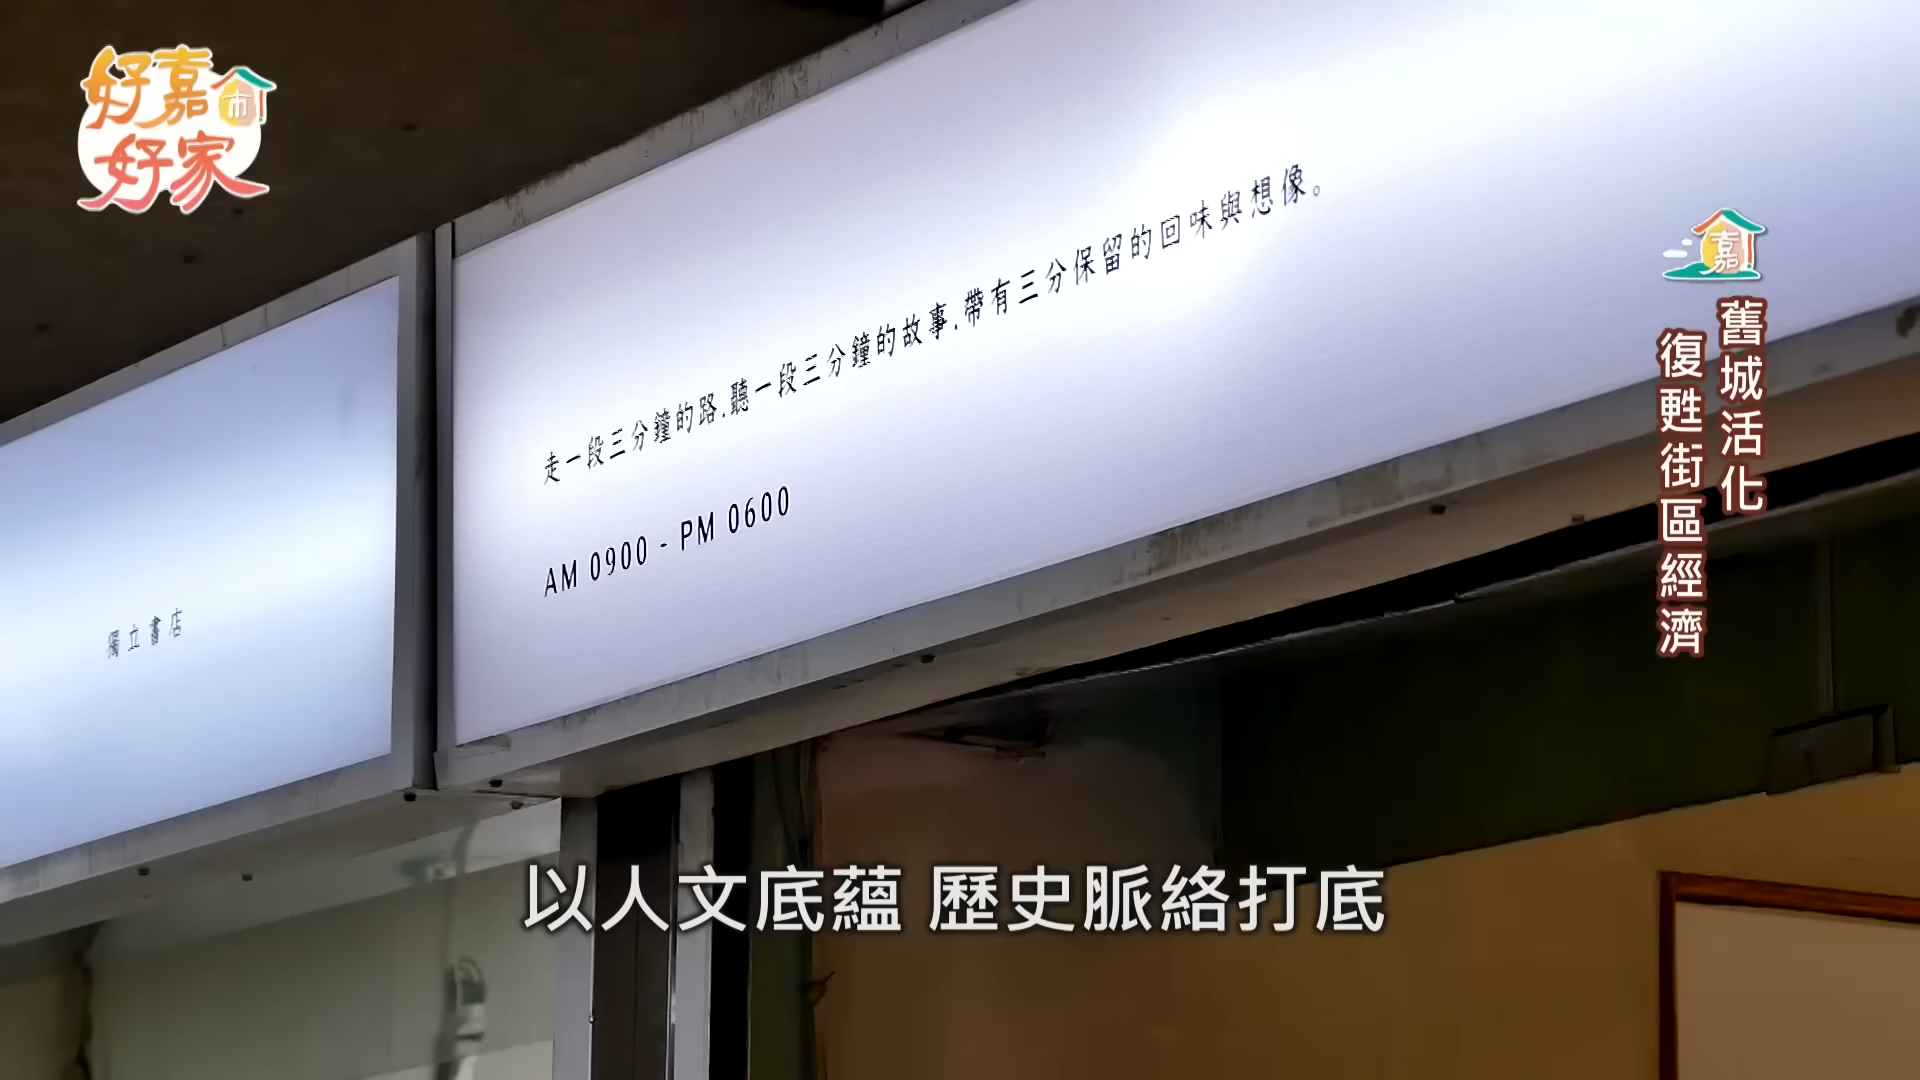 好嘉市
好家
嘉
舊城活化
復甦街區經濟
走一段三分鐘的路.聽一段三分鐘的故事.帶有三分保留的回味與想像。
AM 0900 - PM 0600
獨立書店
以人文底蘊 歷史脈絡打底